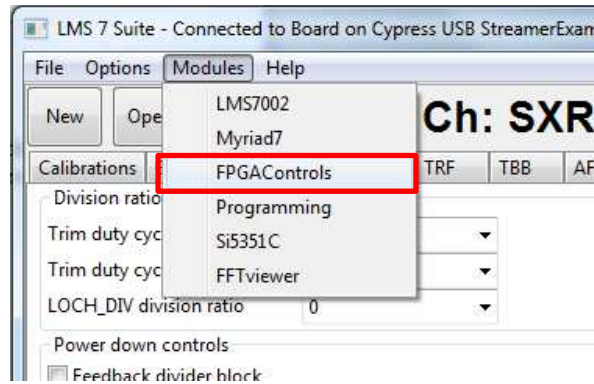 LMS 7 Suite - Connected to Board on Cypress USB StreamerExam
File Options Modules Help
New Ope Ch: SXR
LMS7002
Myriad7
Calibrations FPGAControls TRF TBB AF
Division ratio
Programming
Trim duty cyc
Si5351C
Trim duty cyc
FFTviewer
LOCH_DIV division ratio 0
Power down controls
Feedback divider block